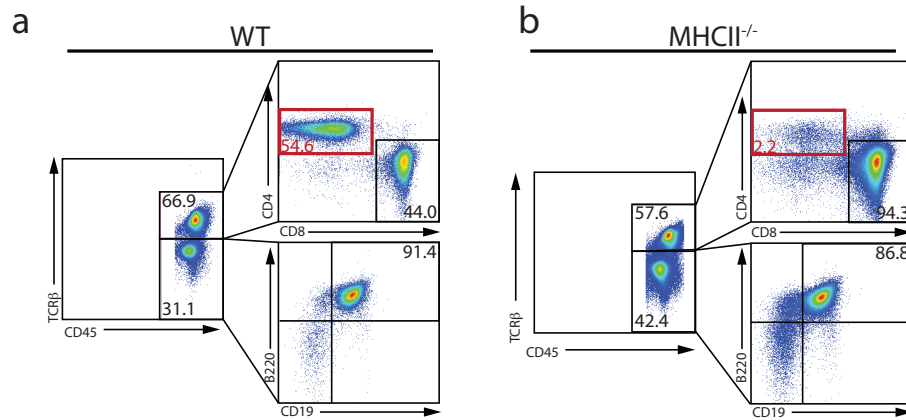 a
WT
CD4
54.6
44.0
CD8
TCRβ
66.9
31.1
CD45
B220
91.4
CD19
b
MHCII-/-
CD4
2.2
94.3
CD8
TCRβ
57.6
42.4
CD45
B220
86.8
CD19